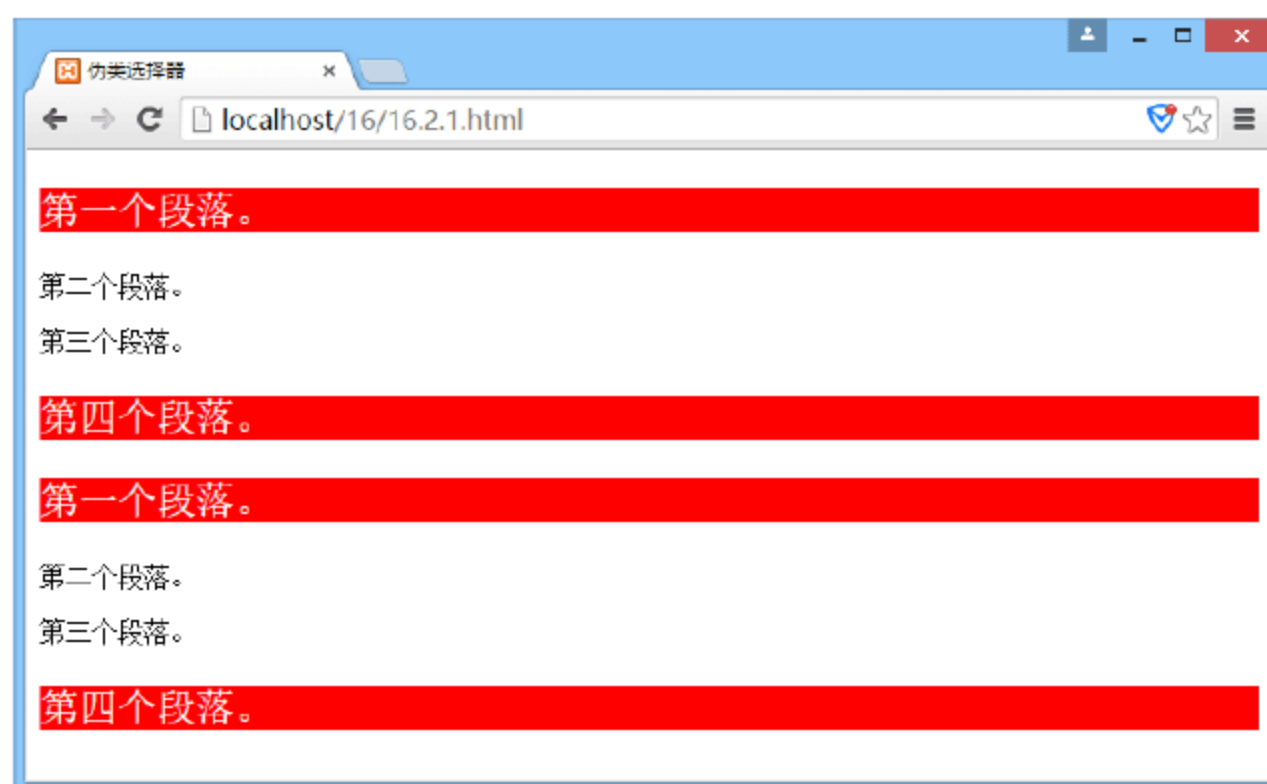 伪类选择器
localhost/16/16.2.1.html
第一个段落。
第二个段落。
第三个段落。
第四个段落。
第一个段落。
第二个段落。
第三个段落。
第四个段落。